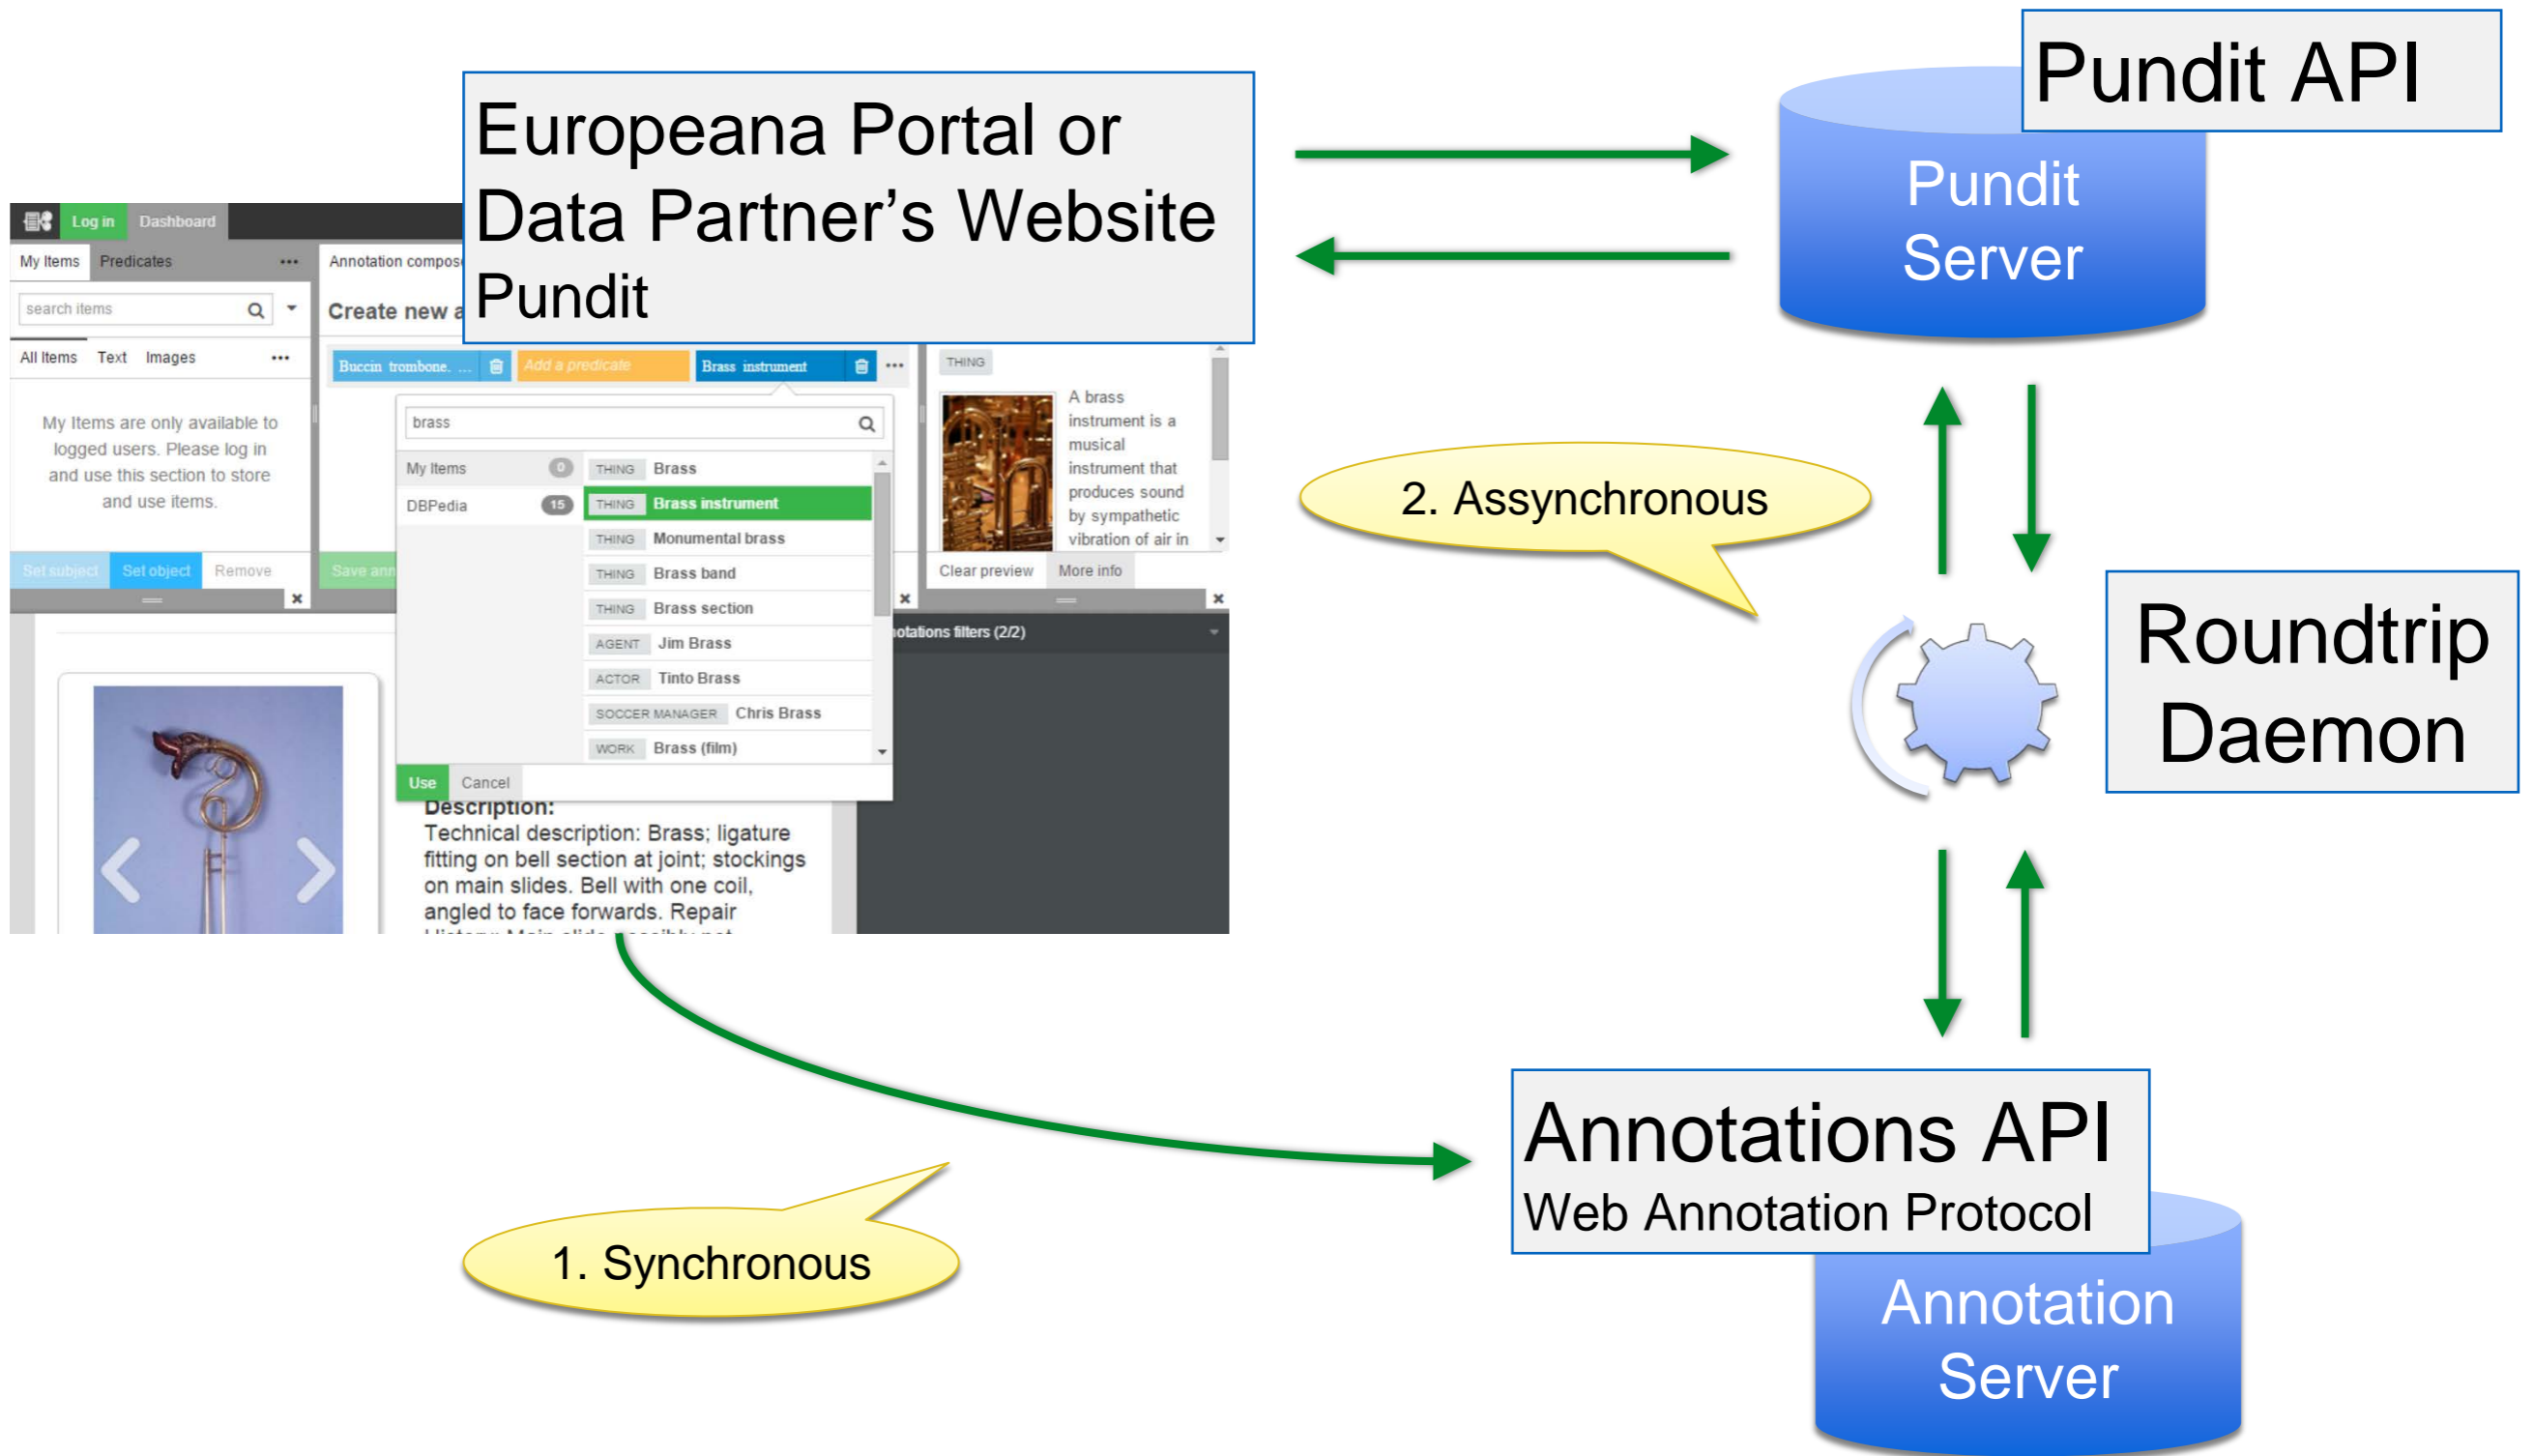 Pundit API
Europeana Portal or
Data Partner's Website
Pundit
Pundit
Server
Log in
Dashboard
My Items
Predicates
search items
All Items
Text
Images
My Items are only available to
logged users. Please log in
and use this section to store
and use items.
Set subject
Set object
Remove
Annotation
Create new
Buccin trombone. ...
Add a predicate
Brass instrument
brass
My Items 0
DBPedia 15
THING Brass
THING Brass instrument
THING Monumental brass
THING Brass band
THING Brass section
AGENT Jim Brass
ACTOR Tinto Brass
SOCCER MANAGER Chris Brass
WORK Brass (film)
Use
Cancel
Save
THING
A brass
instrument is a
musical
instrument that
produces sound
by sympathetic
vibration of air in
Clear preview
More info
filters (2/2)
Description:
Technical description: Brass; ligature
fitting on bell section at joint; stockings
on main slides. Bell with one coil,
angled to face forwards. Repair
2. Assynchronous
Roundtrip
Daemon
1. Synchronous
Annotations API
Web Annotation Protocol
Annotation
Server